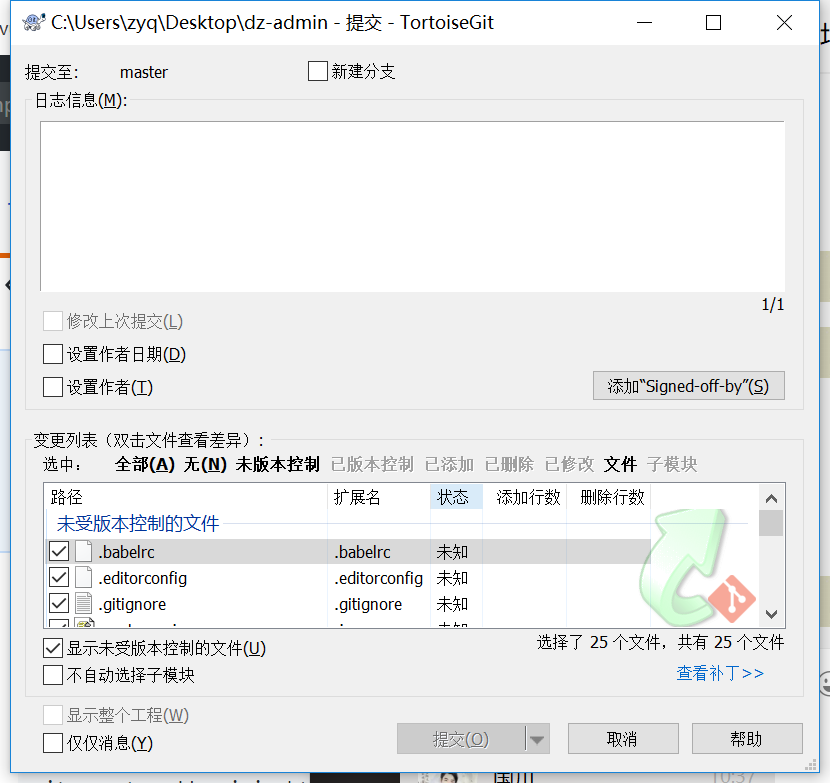 C:\Users\zyq\Desktop\dz-admin - 提交 - TortoiseGit
提交至: master 新建分支
日志信息(M):
1/1
修改上次提交(L)
设置作者日期(D)
设置作者(T) 添加“Signed-off-by”(S)
变更列表（双击文件查看差异）:
选中: 全部(A) 无(N) 未版本控制 已版本控制 已添加 已删除 已修改 文件 子模块
路径 扩展名 状态 添加行数 删除行数
未受版本控制的文件
.babelrc .babelrc 未知
.editorconfig .editorconfig 未知
.gitignore .gitignore 未知
显示未受版本控制的文件(U) 选择了 25 个文件，共有 25 个文件
不自动选择子模块 查看补丁>>
显示整个工程(W)
仅仅消息(Y) 提交(O) 取消 帮助
10:37